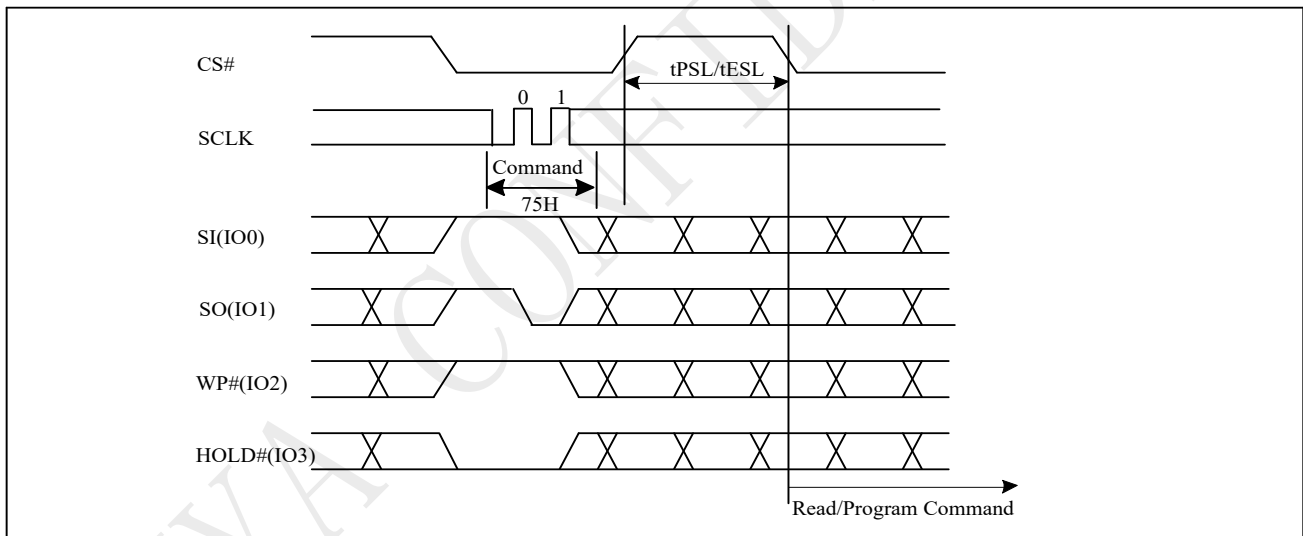 CS#
tPSL/tESL
0 1
SCLK
Command
75H
SI(IO0)
SO(IO1)
WP#(IO2)
HOLD#(IO3)
Read/Program Command